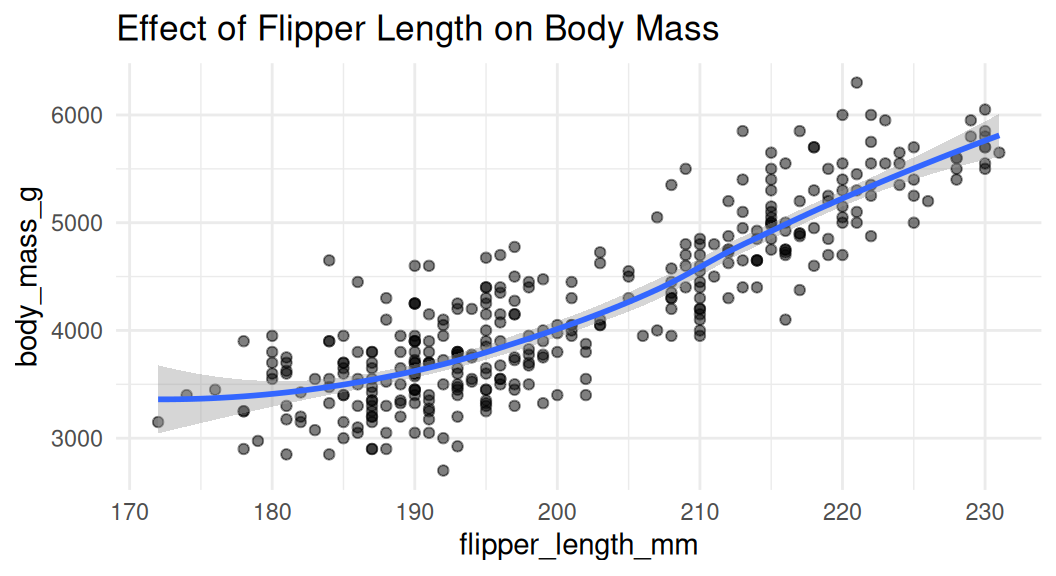 Effect of Flipper Length on Body Mass
body_mass_g
6000
5000
4000
3000
170 180 190 200 210 220 230
flipper_length_mm